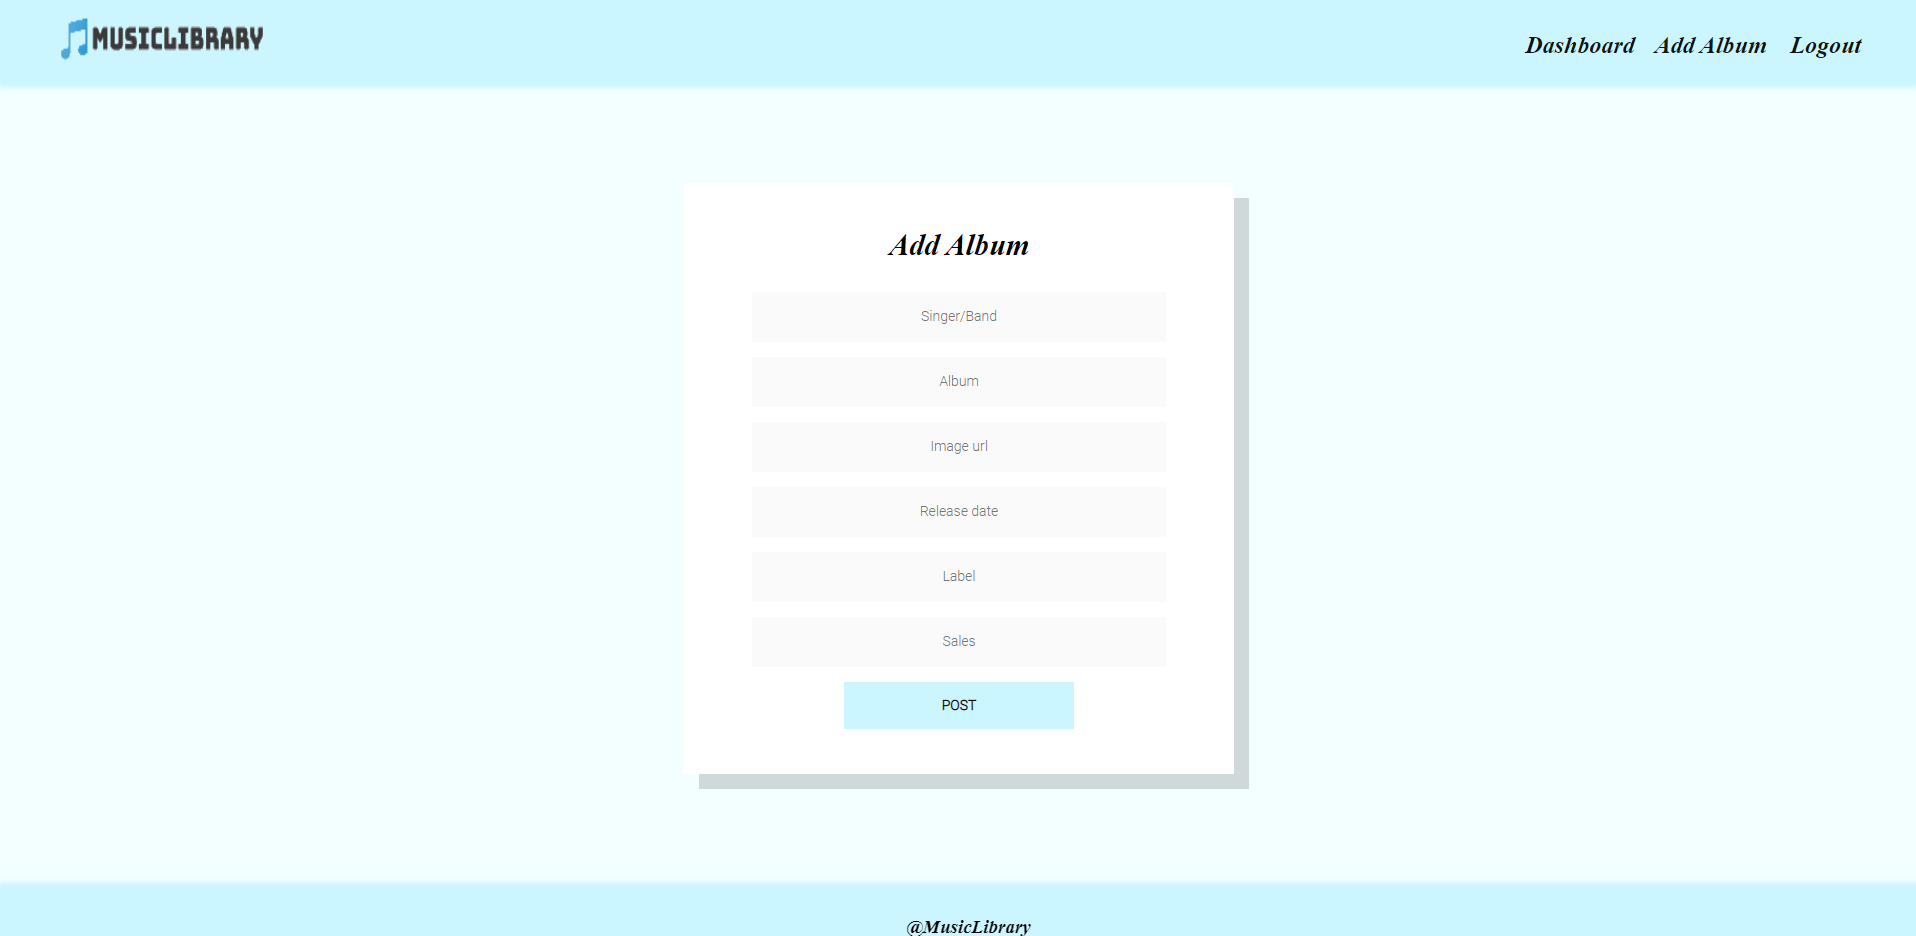 MUSICLIBRARY
Dashboard Add Album Logout
Add Album
Singer/Band
Album
Image url
Release date
Label
Sales
POST
@MusicLibrary